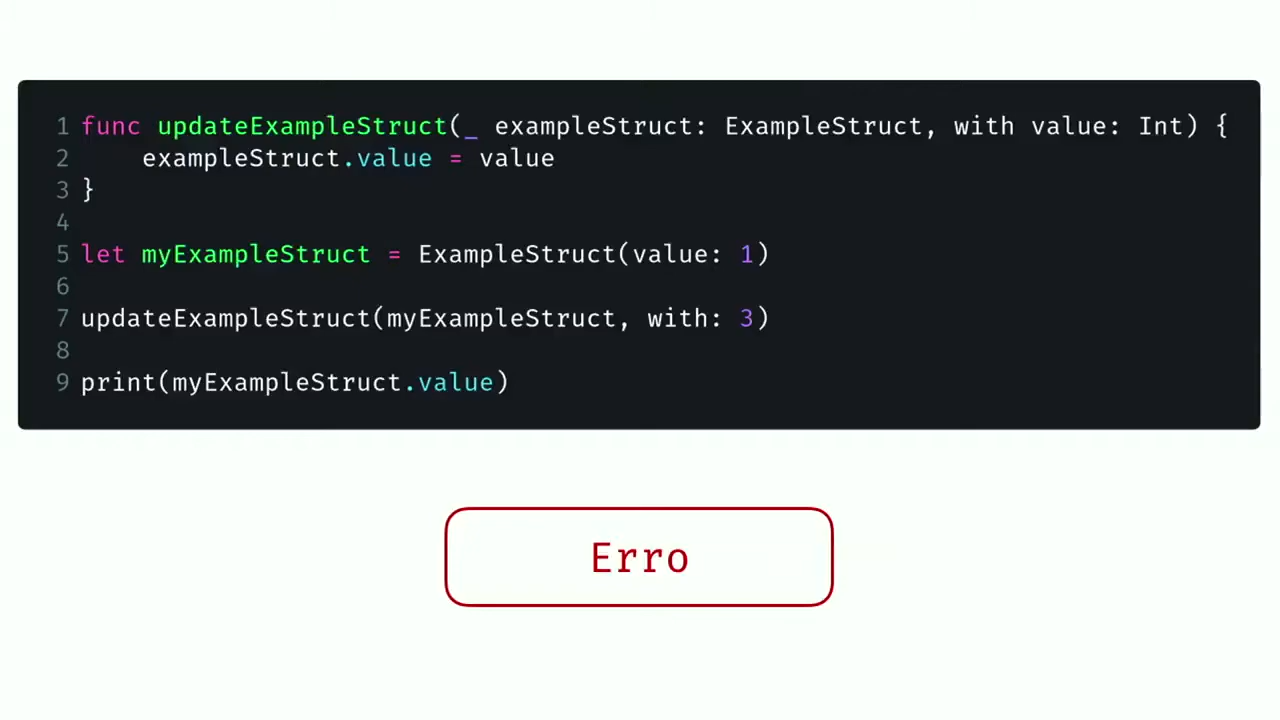 1 func updateExampleStruct(_ exampleStruct: ExampleStruct, with value: Int) {
2     exampleStruct.value = value
3 }
4
5 let myExampleStruct = ExampleStruct(value: 1)
6
7 updateExampleStruct(myExampleStruct, with: 3)
8
9 print(myExampleStruct.value)
Erro